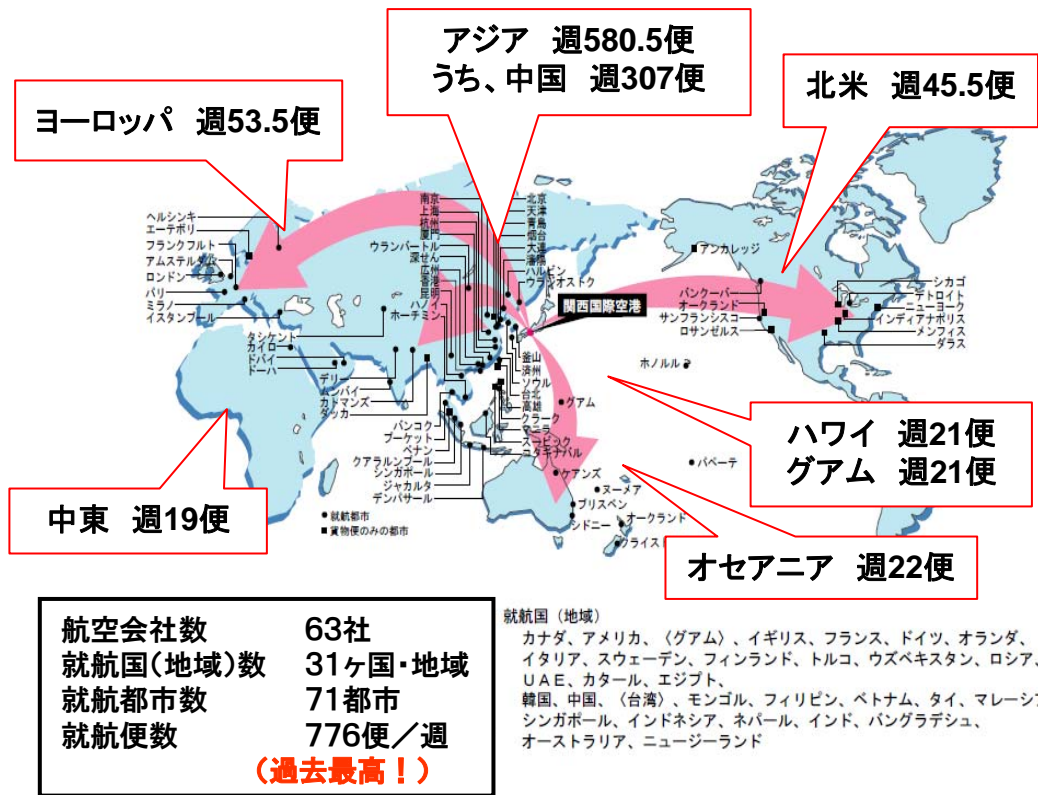 アジア 週580.5便
うち、中国 週307便
北米 週45.5便
ヨーロッパ 週53.5便
南京
上海
杭州
厦門
ウランバートル
深せん
広州
香港
昆明
ハノイ
ホーチミン
北京
天津
青島
烟台
大連
瀋陽
ハルビン
ウラジオストク
ヘルシンキ
エーテボリ
フランクフルト
アムステルダム
ロンドン
パリ
ミラノ
イスタンブール
タシケント
カイロ
ドバイ
ドーハ
デリー
ムンバイ
カトマンズ
ダッカ
バンコク
プーケット
ペナン
クアラルンプール
シンガポール
ジャカルタ
デンパサール
関西国際空港
釜山
済州
ソウル
台北
高雄
クラーク
マニラ
スービック
コタキナバル
アンカレッジ
バンクーバー
オークランド
サンフランシスコ
ロサンゼルス
シカゴ
デトロイト
ニューヨーク
インディアナポリス
メンフィス
ダラス
ホノルル
グアム
パペーテ
ケアンズ
ヌーメア
ブリスベン
オークランド
シドニー
クライスト
ハワイ 週21便
グアム 週21便
中東 週19便
オセアニア 週22便
●就航都市
■貨物便のみの都市
航空会社数 63社
就航国(地域)数 31ヶ国・地域
就航都市数 71都市
就航便数 776便/週
(過去最高!)
就航国(地域)
カナダ、アメリカ、〈グアム〉、イギリス、フランス、ドイツ、オランダ、
イタリア、スウェーデン、フィンランド、トルコ、ウズベキスタン、ロシア、
UAE、カタール、エジプト、
韓国、中国、〈台湾〉、モンゴル、フィリピン、ベトナム、タイ、マレーシア
シンガポール、インドネシア、ネパール、インド、バングラデシュ、
オーストラリア、ニュージーランド